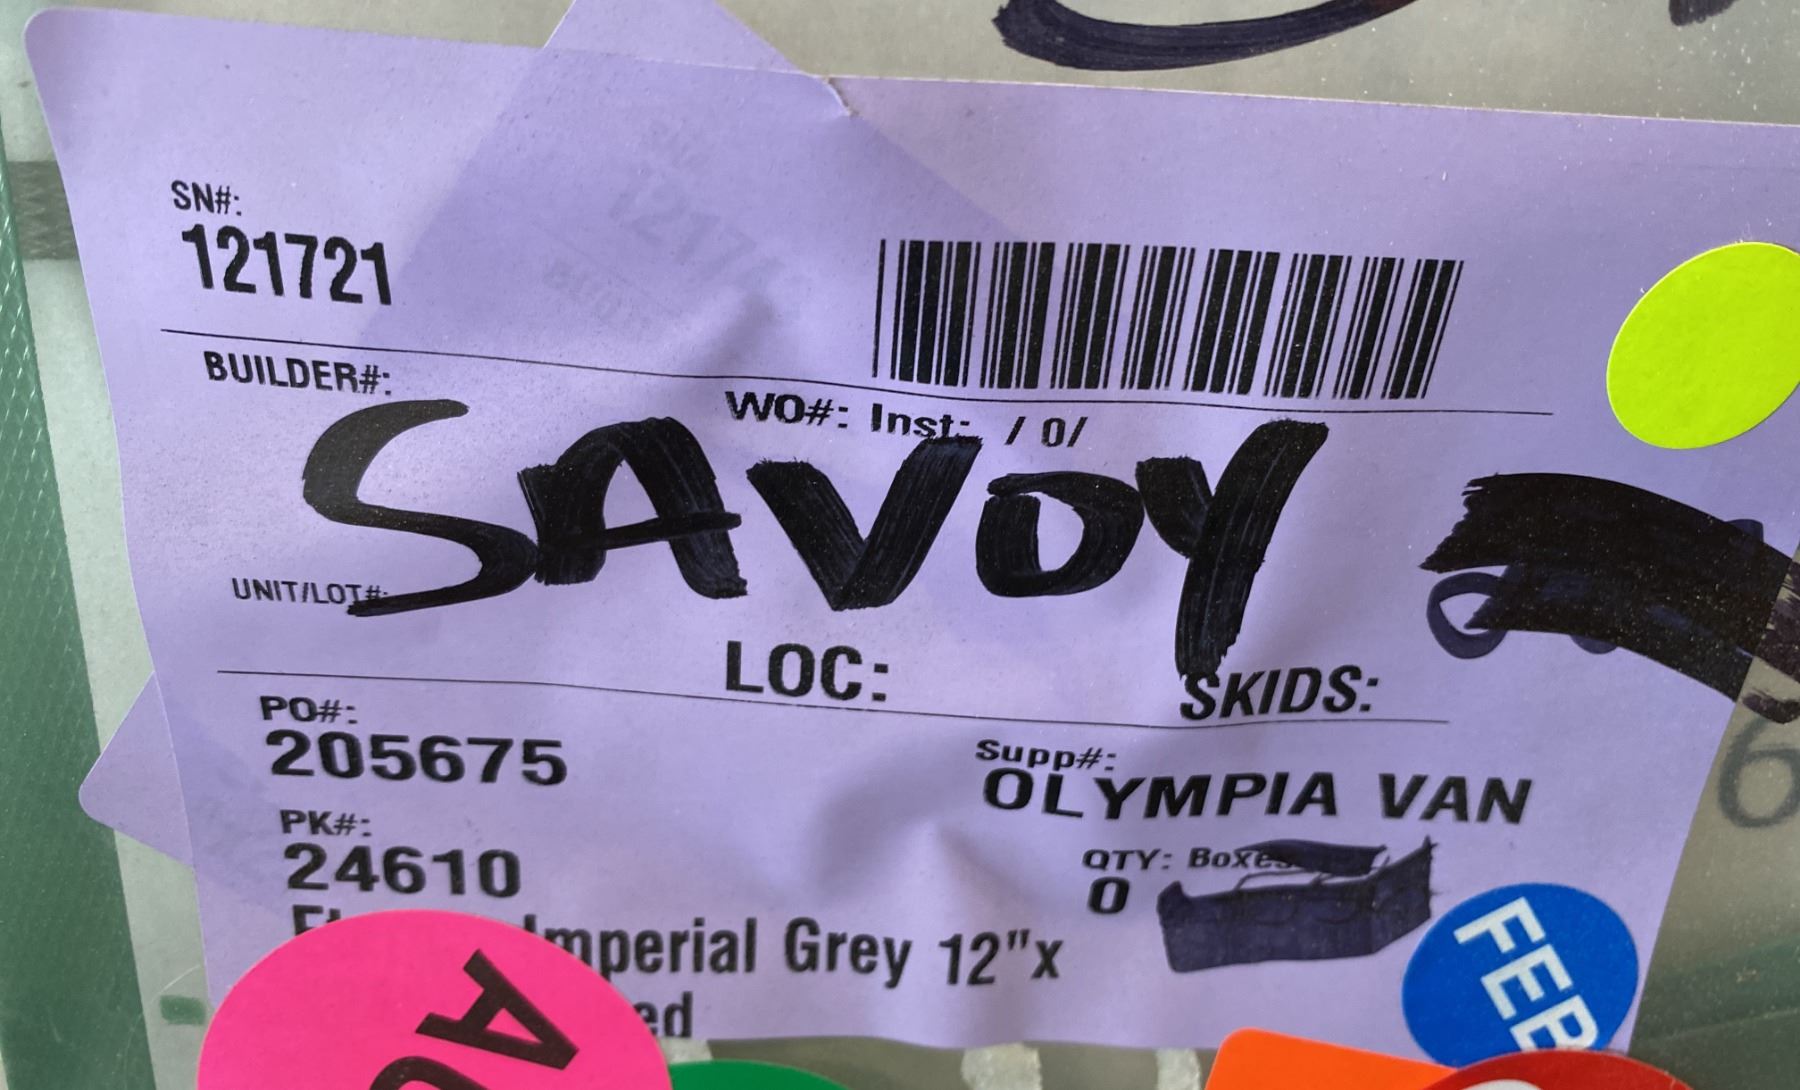 SN#:
121721
BUILDER#:
WO#: Inst: / 0/
SAVOY
UNIT/LOT#:
LOC:
SKIDS:
PO#:
205675
Supp#:
OLYMPIA VAN
PK#:
24610
QTY: Boxes
0
Imperial Grey 12"x
FEB